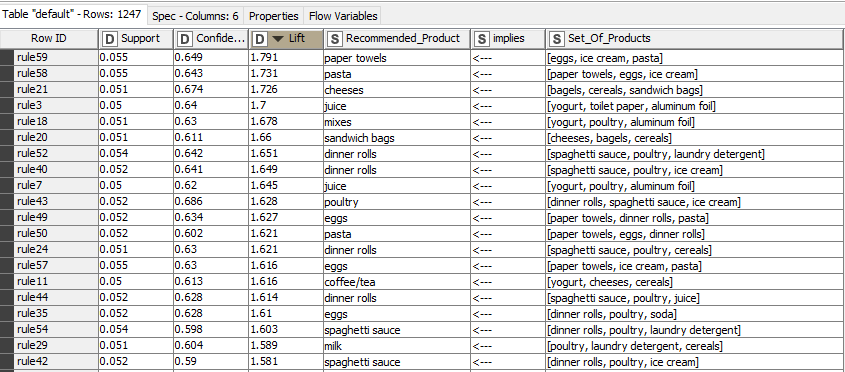 Table "default" - Rows: 1247 Spec - Columns: 6 Properties Flow Variables
Row ID D Support D Confide... D Lift S Recommended_Product S implies S Set_Of_Products
rule59 0.055 0.649 1.791 paper towels <--- [eggs, ice cream, pasta]
rule58 0.055 0.643 1.731 pasta <--- [paper towels, eggs, ice cream]
rule21 0.051 0.674 1.726 cheeses <--- [bagels, cereals, sandwich bags]
rule3 0.05 0.64 1.7 juice <--- [yogurt, toilet paper, aluminum foil]
rule18 0.051 0.63 1.678 mixes <--- [yogurt, poultry, aluminum foil]
rule20 0.051 0.611 1.66 sandwich bags <--- [cheeses, bagels, cereals]
rule52 0.054 0.642 1.651 dinner rolls <--- [spaghetti sauce, poultry, laundry detergent]
rule40 0.052 0.641 1.649 dinner rolls <--- [spaghetti sauce, poultry, ice cream]
rule7 0.05 0.62 1.645 juice <--- [yogurt, poultry, aluminum foil]
rule43 0.052 0.686 1.628 poultry <--- [dinner rolls, spaghetti sauce, ice cream]
rule49 0.052 0.634 1.627 eggs <--- [paper towels, dinner rolls, pasta]
rule50 0.052 0.602 1.621 pasta <--- [paper towels, eggs, dinner rolls]
rule24 0.051 0.63 1.621 dinner rolls <--- [spaghetti sauce, poultry, cereals]
rule57 0.055 0.63 1.616 eggs <--- [paper towels, ice cream, pasta]
rule11 0.05 0.613 1.616 coffee/tea <--- [yogurt, cheeses, cereals]
rule44 0.052 0.628 1.614 dinner rolls <--- [spaghetti sauce, poultry, juice]
rule35 0.052 0.628 1.61 eggs <--- [dinner rolls, poultry, soda]
rule54 0.054 0.598 1.603 spaghetti sauce <--- [dinner rolls, poultry, laundry detergent]
rule29 0.051 0.604 1.589 milk <--- [poultry, laundry detergent, cereals]
rule42 0.052 0.59 1.581 spaghetti sauce <--- [dinner rolls, poultry, ice cream]